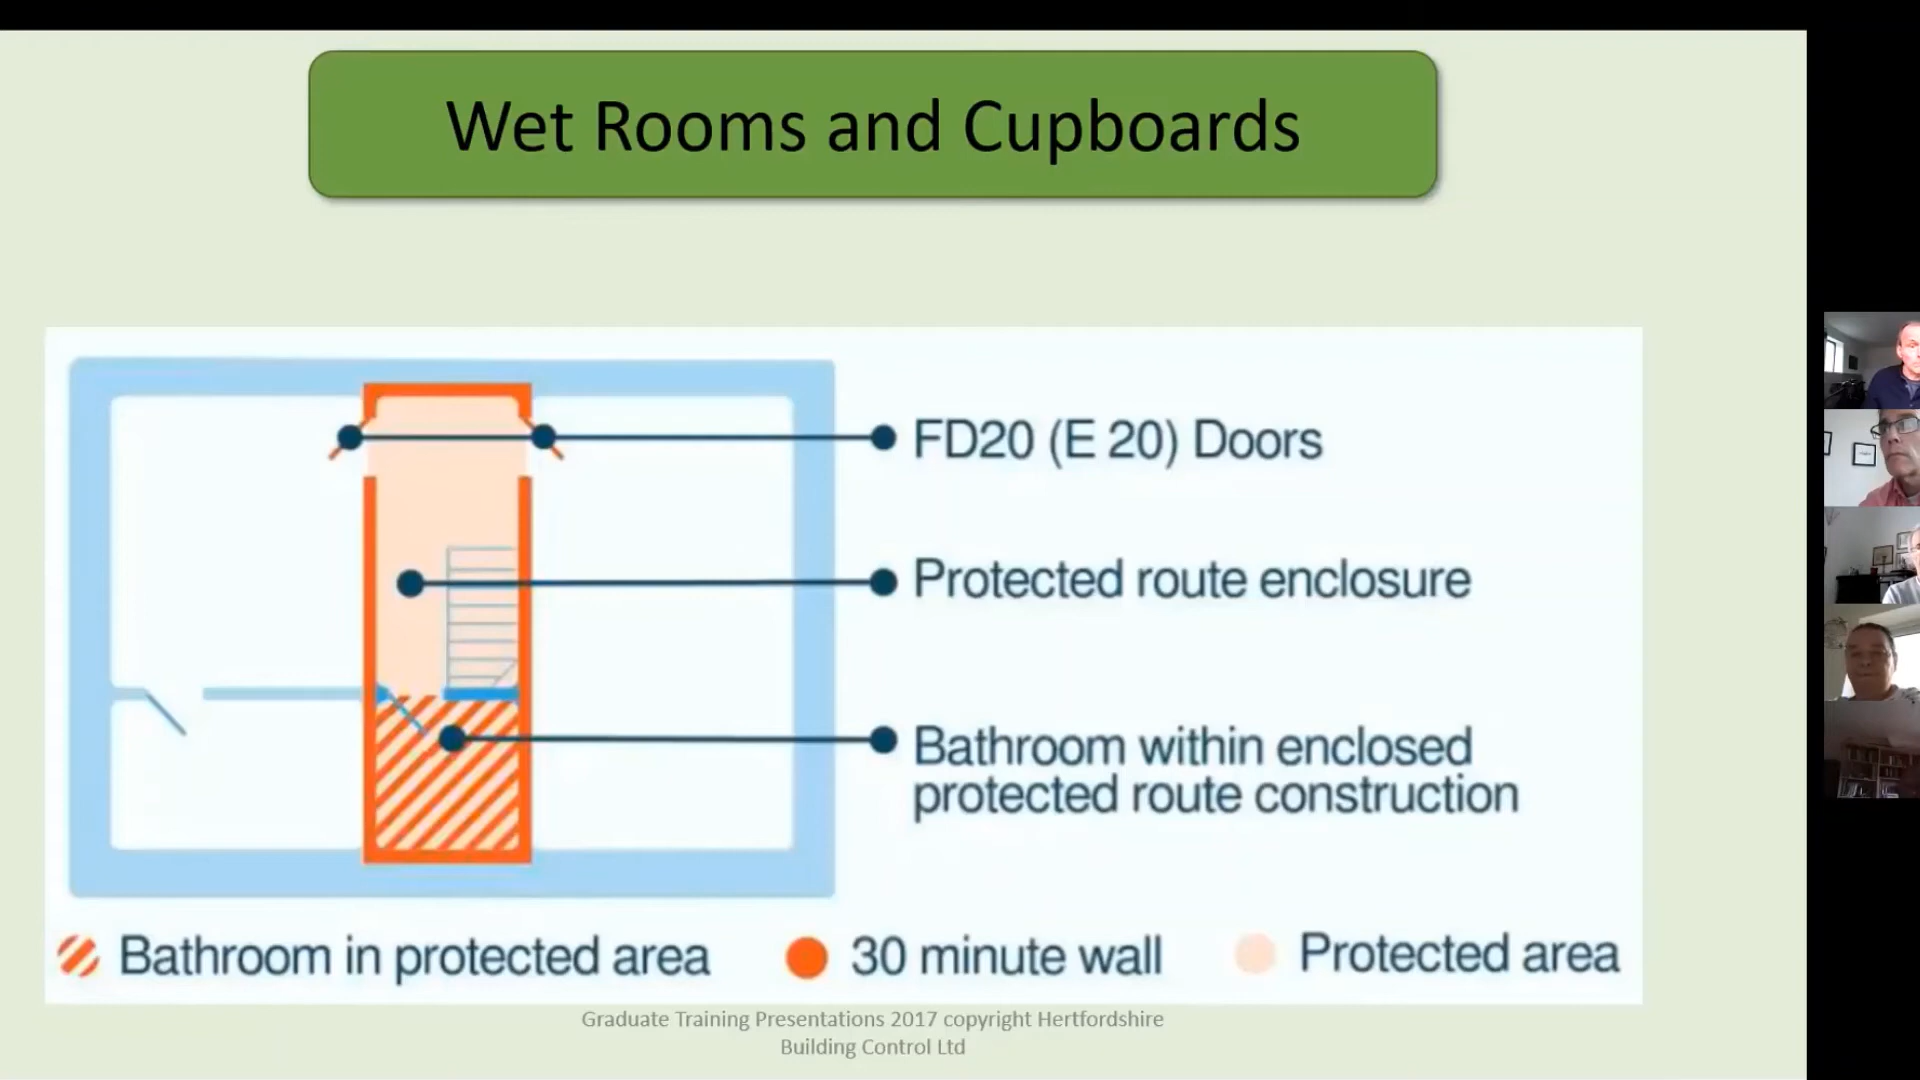 Wet Rooms and Cupboards
FD20 (E 20) Doors
Protected route enclosure
Bathroom within enclosed
protected route construction
Bathroom in protected area
30 minute wall
Protected area
Graduate Training Presentations 2017 copyright Hertfordshire
Building Control Ltd